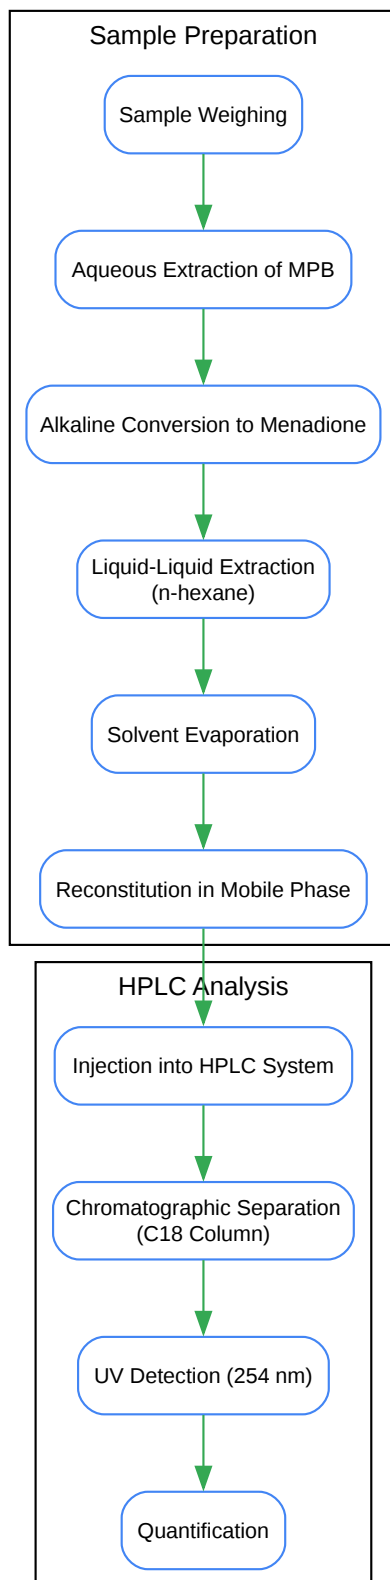 Sample Preparation
Sample Weighing
Aqueous Extraction of MPB
Alkaline Conversion to Menadione
Liquid-Liquid Extraction
(n-hexane)
Solvent Evaporation
Reconstitution in Mobile Phase
HPLC Analysis
Injection into HPLC System
Chromatographic Separation
(C18 Column)
UV Detection (254 nm)
Quantification